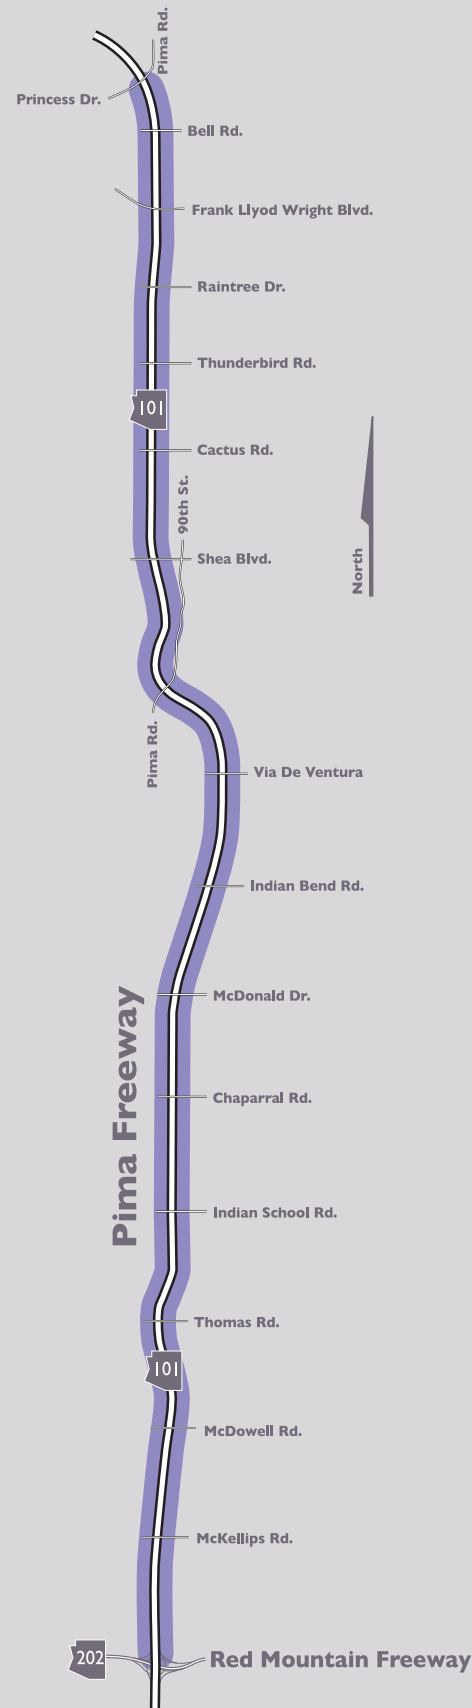 Pima Rd.
Princess Dr.
Bell Rd.
Frank Llyod Wright Blvd.
Raintree Dr.
Thunderbird Rd.
101
Cactus Rd.
90th St.
Shea Blvd.
North
Pima Rd.
Via De Ventura
Indian Bend Rd.
McDonald Dr.
Pima Freeway
Chaparral Rd.
Indian School Rd.
Thomas Rd.
101
McDowell Rd.
McKellips Rd.
202
Red Mountain Freeway